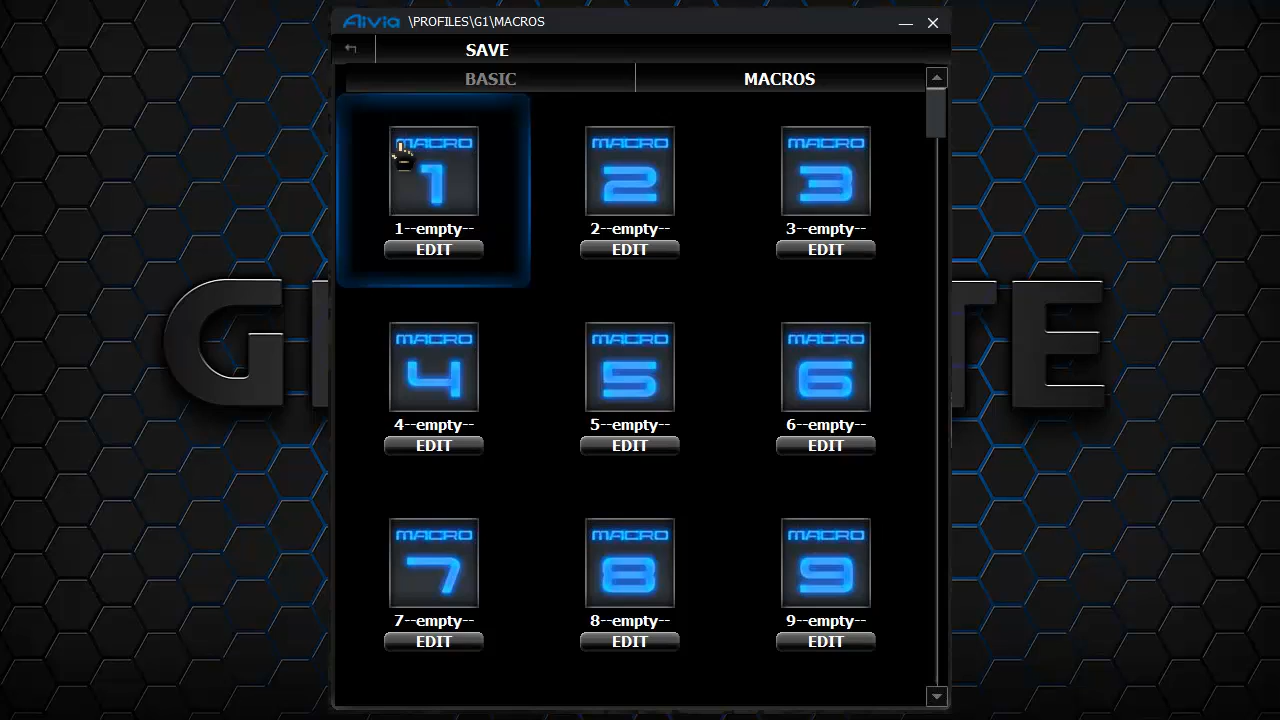 Aivia \PROFILES\G1\MACROS
SAVE
BASIC MACROS
MACRO MACRO MACRO
1 2 3
1--empty-- 2--empty-- 3--empty--
EDIT EDIT EDIT
MACRO MACRO MACRO
4 5 6
4--empty-- 5--empty-- 6--empty--
EDIT EDIT EDIT
MACRO MACRO MACRO
7 8 9
7--empty-- 8--empty-- 9--empty--
EDIT EDIT EDIT